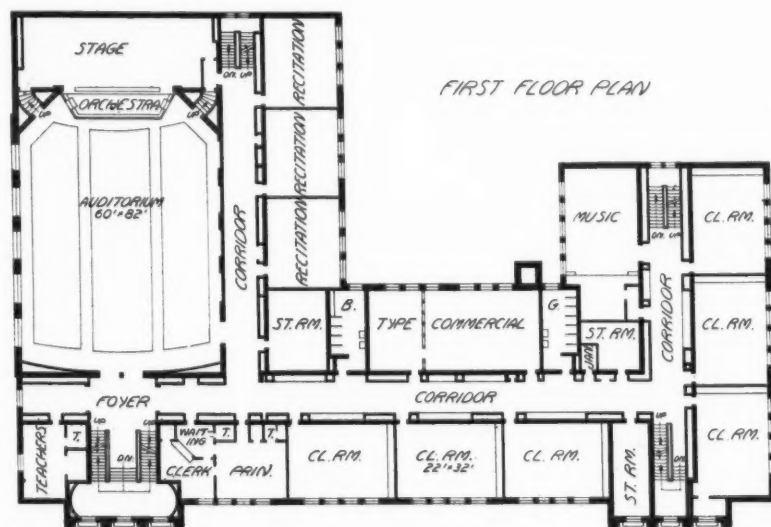 FIRST FLOOR PLAN
STAGE
DN. UP
ORCHESTRA
UP
UP
RECITATION
RECITATION
RECITATION
AUDITORIUM
60'×82'
CORRIDOR
MUSIC
DN. UP
CL. RM.
ST. RM.
B.
TYPE
COMMERCIAL
G.
JAN.
ST. RM.
CORRIDOR
CL. RM.
FOYER
CORRIDOR
TEACHERS
T.
UP
DN.
UP
WAIT-
ING
CLERK
T.
T.
PRIN.
CL. RM.
CL. RM.
22'×32'
CL. RM.
ST. RM.
UP
DN.
CL. RM.